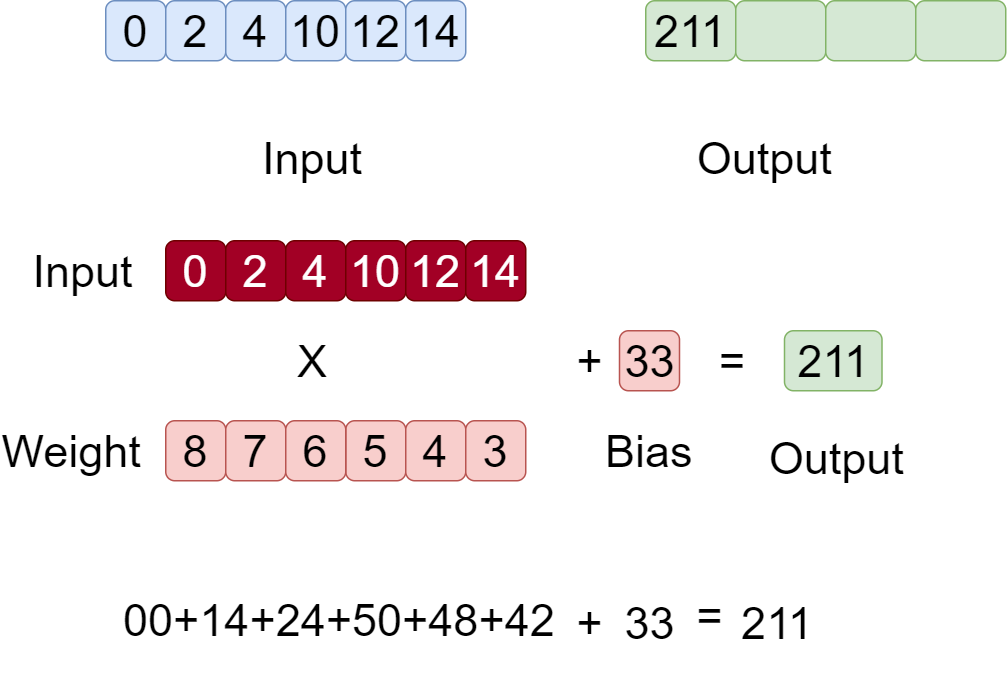 0 2 4 10 12 14 211
Input Output
Input 0 2 4 10 12 14
X + 33 = 211
Weight 8 7 6 5 4 3 Bias Output
00+14+24+50+48+42 + 33 = 211